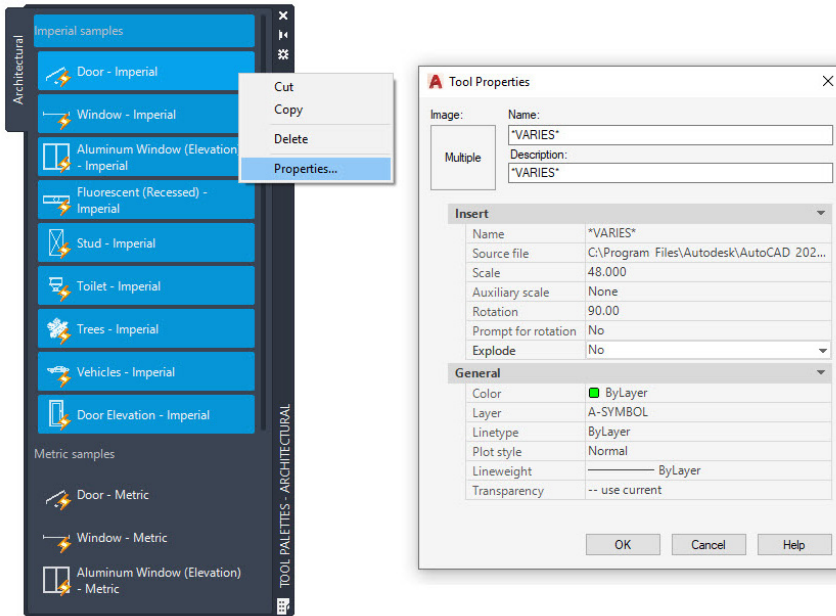 Architectural
Imperial samples
Door - Imperial
Window - Imperial
Aluminum Window (Elevation)
- Imperial
Fluorescent (Recessed) -
Imperial
Stud - Imperial
Toilet - Imperial
Trees - Imperial
Vehicles - Imperial
Door Elevation - Imperial
Metric samples
Door - Metric
Window - Metric
Aluminum Window (Elevation)
- Metric
TOOL PALETTES - ARCHITECTURAL
Cut
Copy
Delete
Properties...
A Tool Properties
Image:
Multiple
Name:
*VARIES*
Description:
*VARIES*
Insert
Name *VARIES*
Source file C:\Program Files\Autodesk\AutoCAD 202...
Scale 48.000
Auxiliary scale None
Rotation 90.00
Prompt for rotation No
Explode No
General
Color ByLayer
Layer A-SYMBOL
Linetype ByLayer
Plot style Normal
Lineweight ByLayer
Transparency -- use current
OK Cancel Help